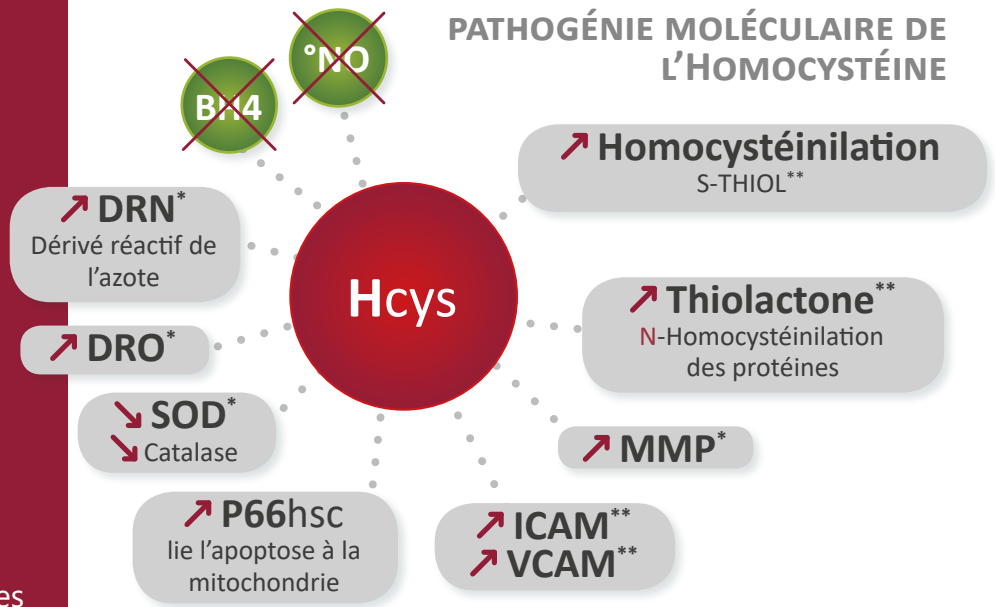 PATHOGÉNIE MOLÉCULAIRE DE
L'HOMOCYSTÉINE
°NO
BH4
↗ Homocystéinilation
S-THIOL**
↗ DRN*
Dérivé réactif de
l'azote
Hcys
↗ Thiolactone**
N-Homocystéinilation
des protéines
↗ DRO*
↘ SOD*
↘ Catalase
↗ MMP*
↗ P66hsc
lie l'apoptose à la
mitochondrie
↗ ICAM**
↗ VCAM**
es